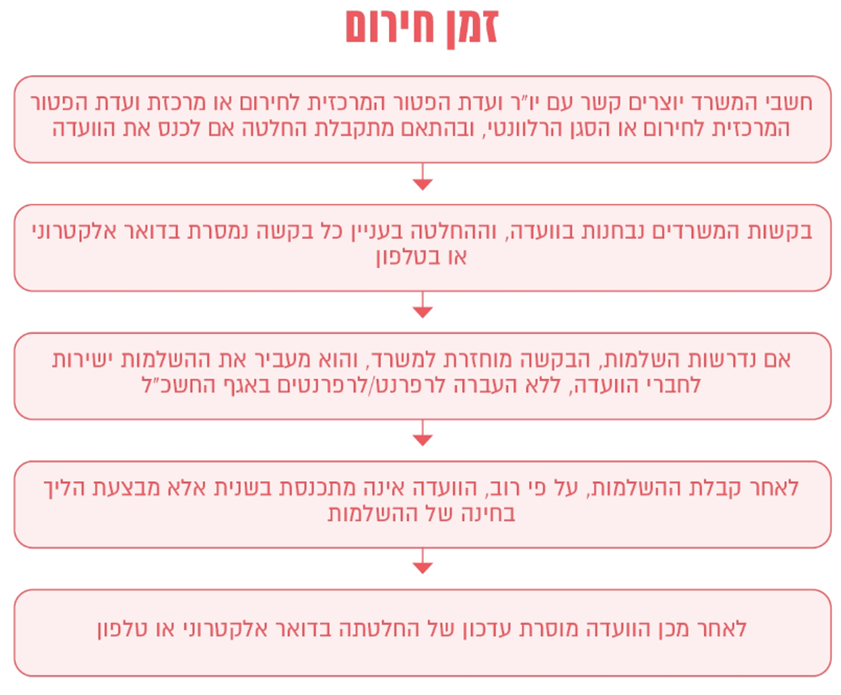 זמן חירום
חשבי המשרד יוצרים קשר עם יו"ר ועדת הפטור המרכזית לחירום או מרכזת ועדת הפטור
המרכזית לחירום או הסגן הרלוונטי, ובהתאם מתקבלת החלטה אם לכנס את הוועדה
בקשות המשרדים נבחנות בוועדה, וההחלטה בעניין כל בקשה נמסרת בדואר אלקטרוני
או בטלפון
אם נדרשות השלמות, הבקשה מוחזרת למשרד, והוא מעביר את ההשלמות ישירות
לחברי הוועדה, ללא העברה לרפרנט/לרפרנטים באגף החשכ"ל
לאחר קבלת ההשלמות, על פי רוב, הוועדה אינה מתכנסת בשנית אלא מבצעת הליך
בחינה של ההשלמות
לאחר מכן הוועדה מוסרת עדכון של החלטתה בדואר אלקטרוני או טלפון